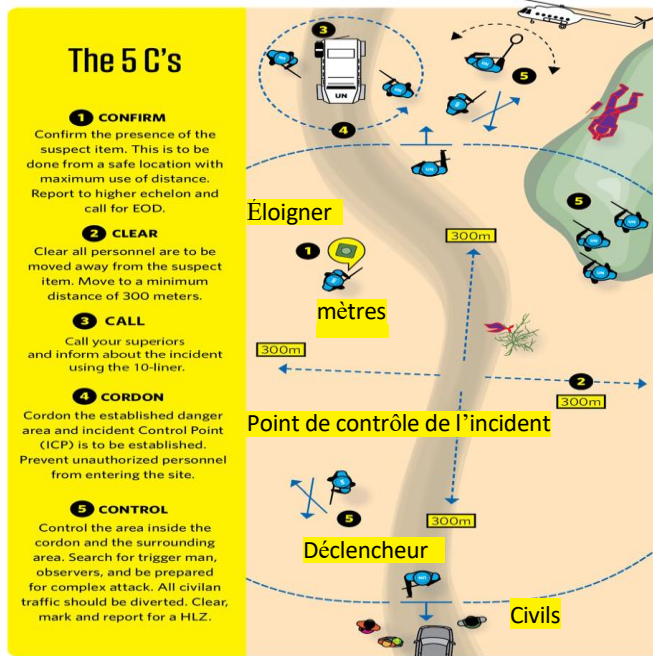 The 5 C's
1 CONFIRM
Confirm the presence of the
suspect item. This is to be
done from a safe location with
maximum use of distance.
Report to higher echelon and
call for EOD.
2 CLEAR
Clear all personnel are to be
moved away from the suspect
item. Move to a minimum
distance of 300 meters.
3 CALL
Call your superiors
and inform about the incident
using the 10-liner.
4 CORDON
Cordon the established danger
area and incident Control Point
(ICP) is to be established.
Prevent unauthorized personnel
from entering the site.
5 CONTROL
Control the area inside the
cordon and the surrounding
area. Search for trigger man,
observers, and be prepared
for complex attack. All civilan
traffic should be diverted. Clear,
mark and report for a HLZ.
3
UN
5
4
Éloigner
5
300m
1
mètres
300m
2
300m
Point de contrôle de l'incident
5
300m
Déclencheur
UN
Civils